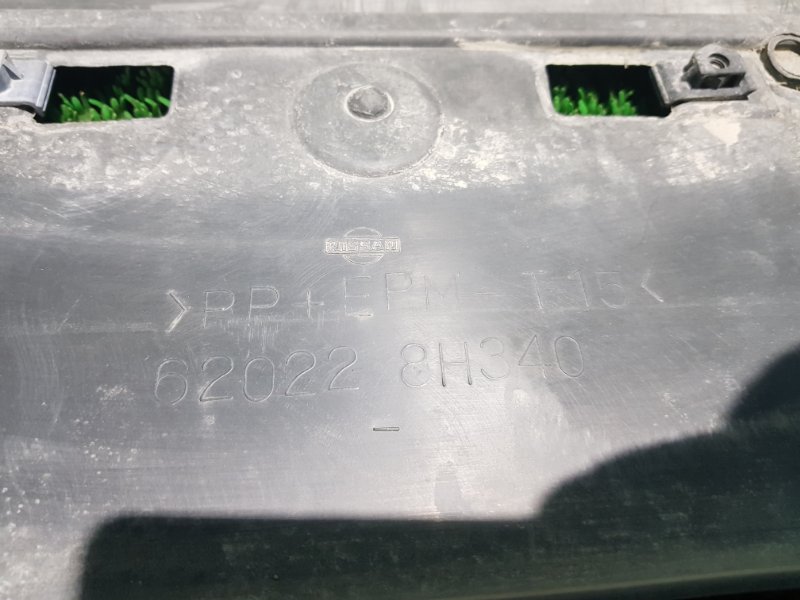 NISSAN
>PP+EPM-T15<
62022 8H340
-